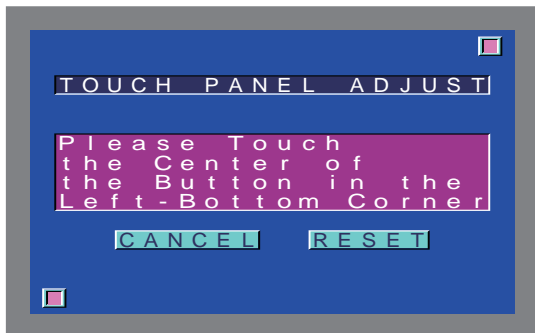 TOUCH PANEL ADJUST
Please Touch
the Center of
the Button in the
Left-Bottom Corner
CANCEL RESET